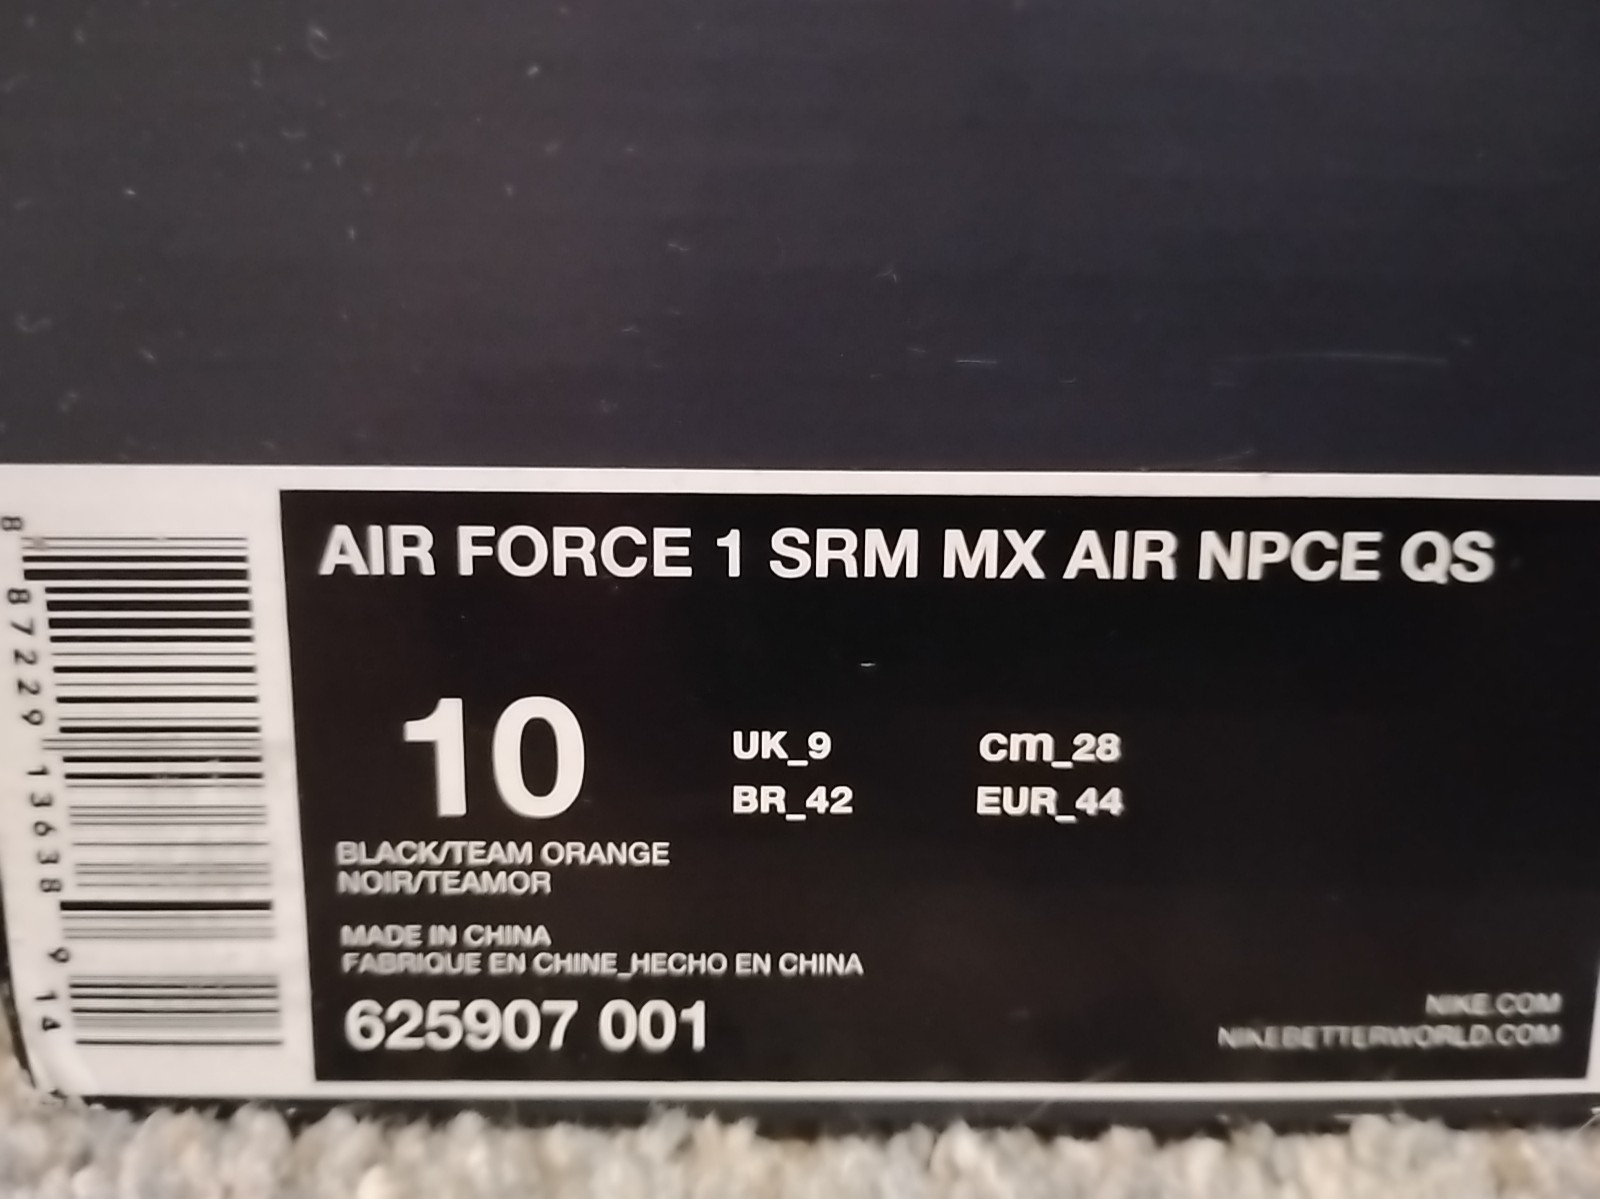 AIR FORCE 1 SRM MX AIR NPCE QS
10
UK_9 cm_28
BR_42 EUR_44
BLACK/TEAM ORANGE
NOIR/TEAMOR
MADE IN CHINA
FABRIQUE EN CHINE_HECHO EN CHINA
625907 001
NIKE.COM
NIKEBETTERWORLD.COM
8 87229 13638 9 14